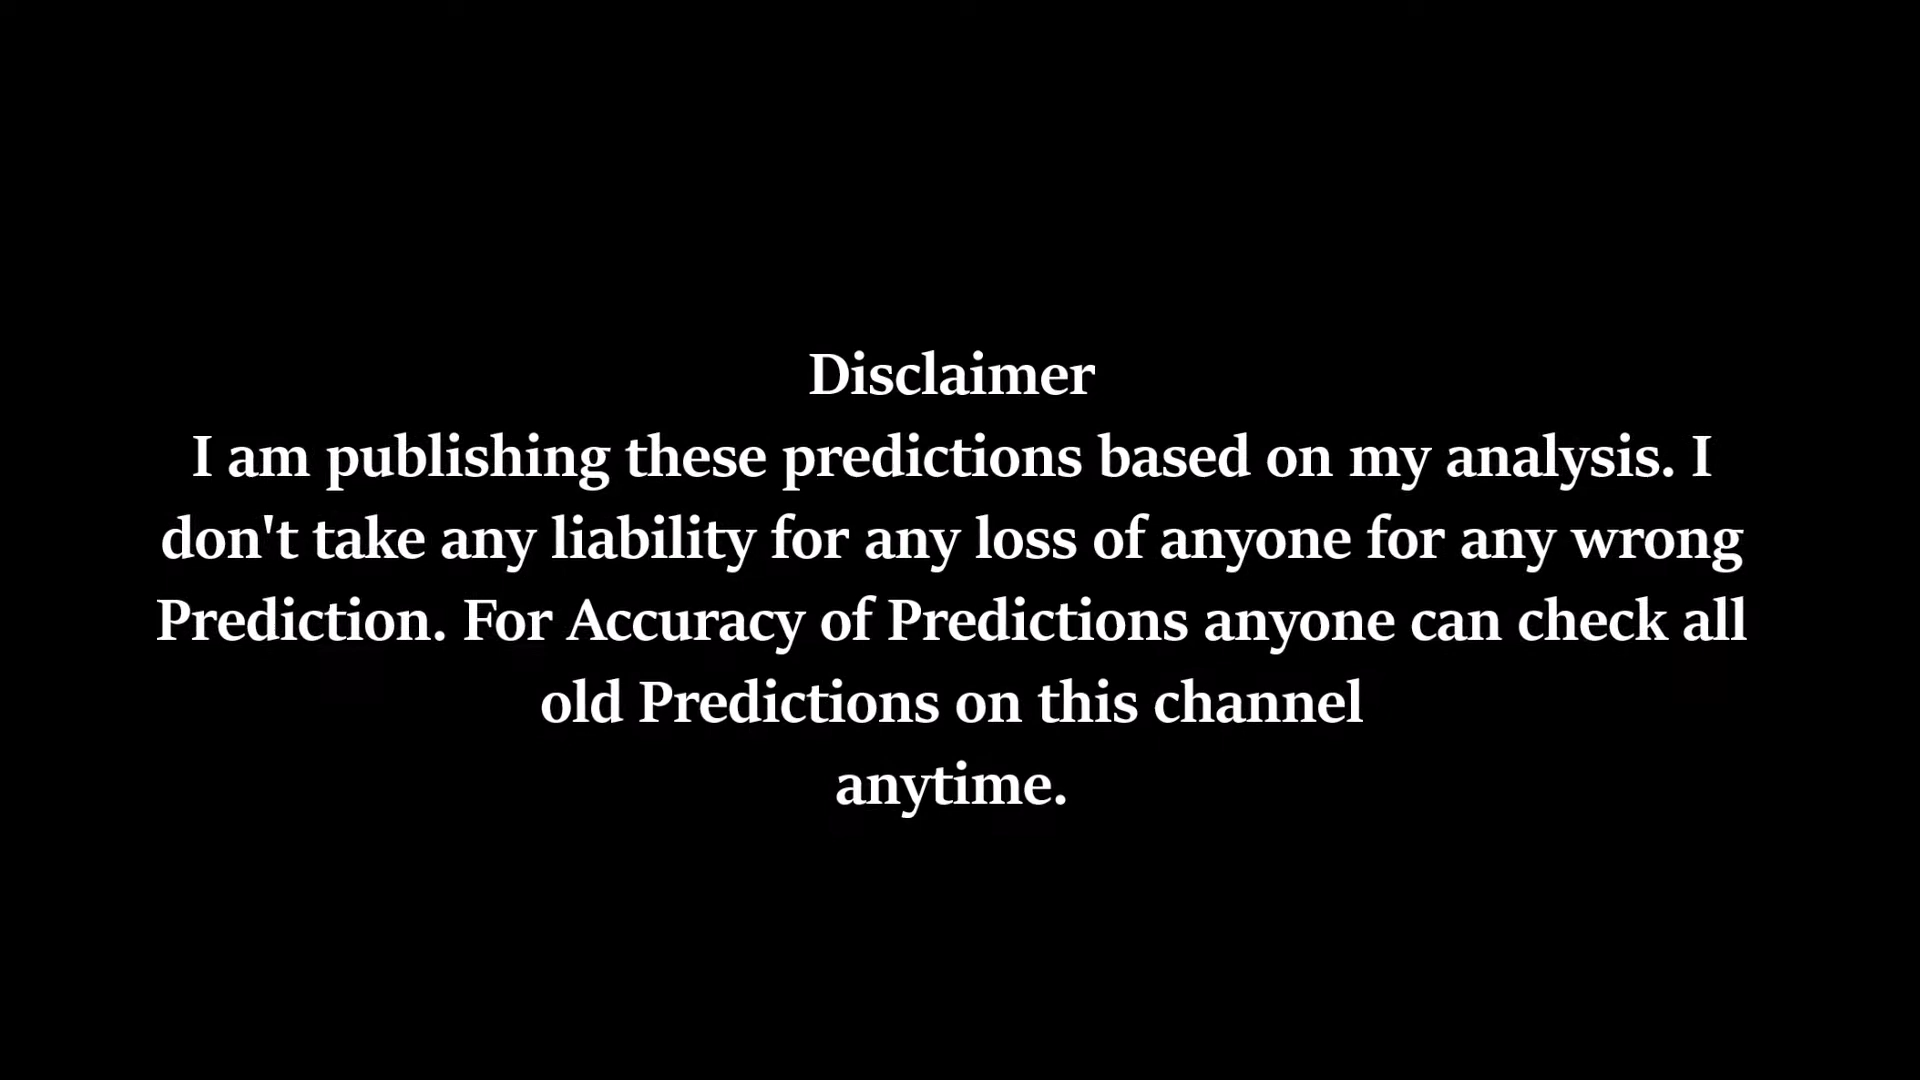 Disclaimer
I am publishing these predictions based on my analysis. I
don't take any liability for any loss of anyone for any wrong
Prediction. For Accuracy of Predictions anyone can check all
old Predictions on this channel
anytime.